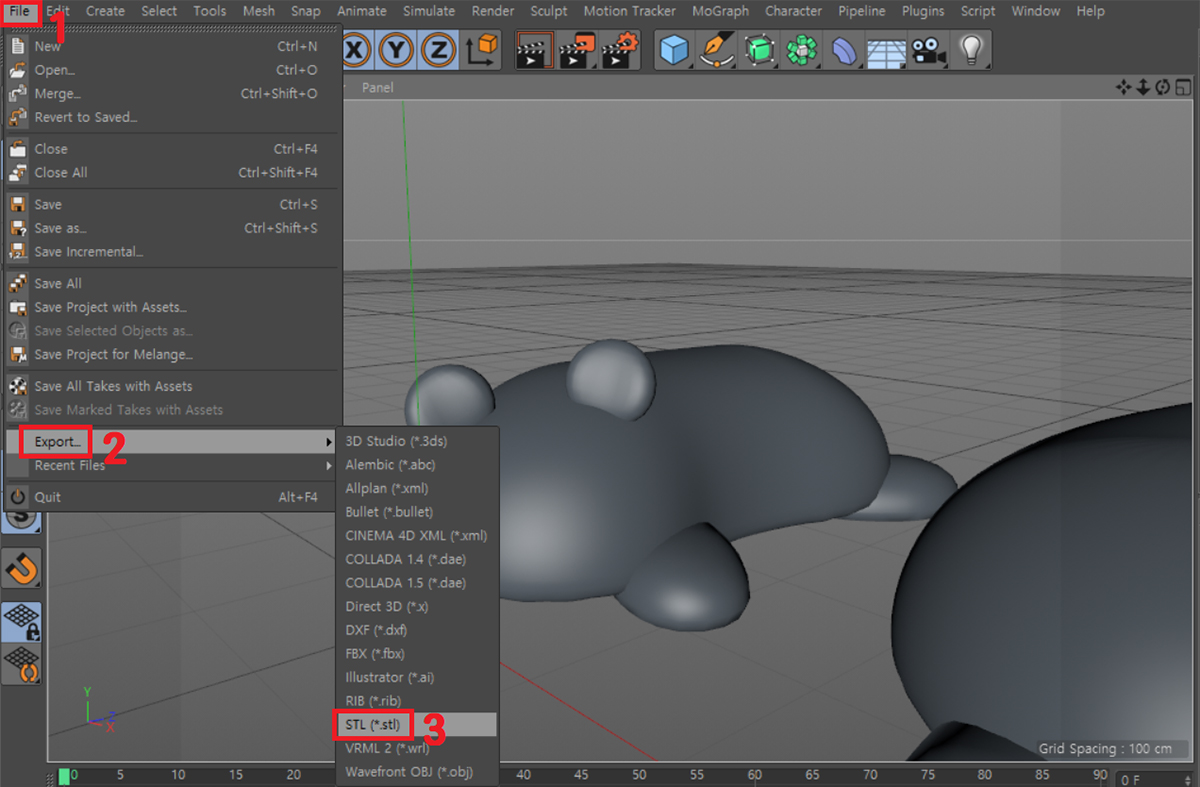 File Edit Create Select Tools Mesh Snap Animate Simulate Render Sculpt Motion Tracker MoGraph Character Pipeline Plugins Script Window Help
1
X Y Z
Panel
New Ctrl+N
Open... Ctrl+O
Merge... Ctrl+Shift+O
Revert to Saved...
Close Ctrl+F4
Close All Ctrl+Shift+F4
Save Ctrl+S
Save as... Ctrl+Shift+S
Save Incremental...
Save All
Save Project with Assets...
Save Selected Objects as...
Save Project for Melange...
Save All Takes with Assets
Save Marked Takes with Assets
Export... 2
Recent Files
Quit Alt+F4
S
3D Studio (*.3ds)
Alembic (*.abc)
Allplan (*.xml)
Bullet (*.bullet)
CINEMA 4D XML (*.xml)
COLLADA 1.4 (*.dae)
COLLADA 1.5 (*.dae)
Direct 3D (*.x)
DXF (*.dxf)
FBX (*.fbx)
Illustrator (*.ai)
RIB (*.rib)
STL (*.stl) 3
VRML 2 (*.wrl)
Wavefront OBJ (*.obj)
Y
Z
X
Grid Spacing : 100 cm
0 5 10 15 20 40 45 50 55 60 65 70 75 80 85 90 0 F